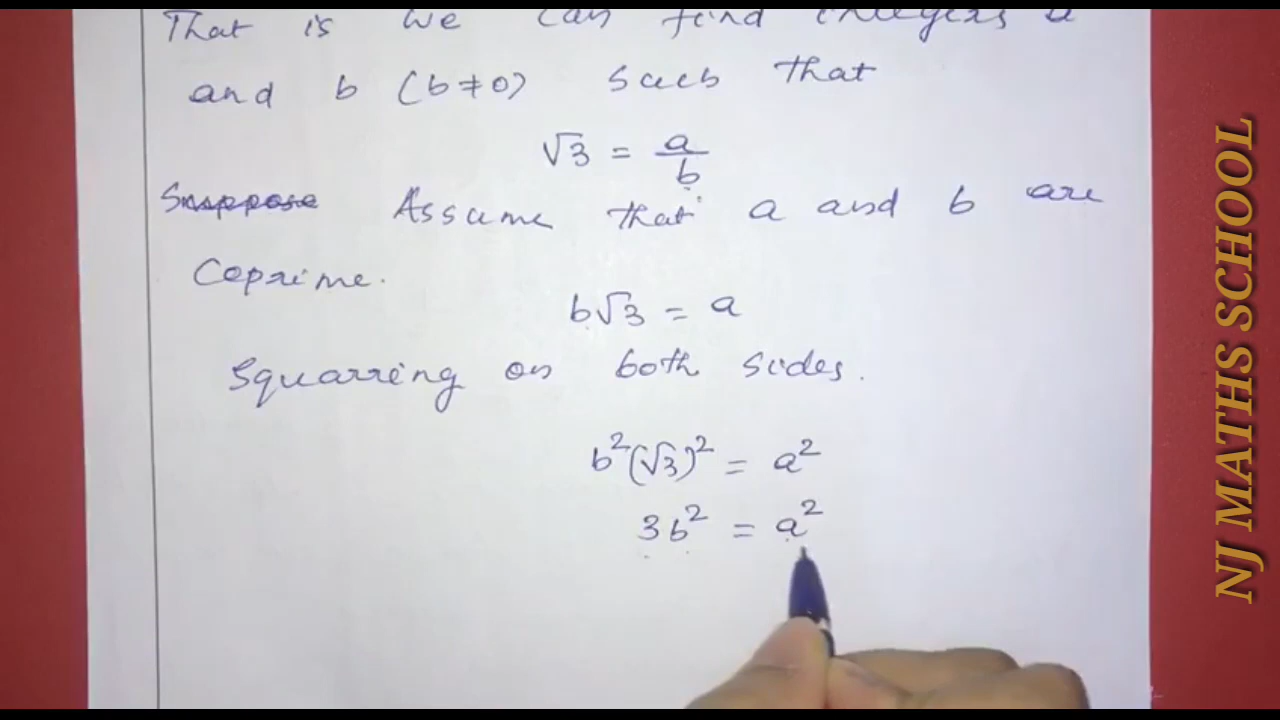 That is we can find integers a
and b (b≠0) such that
√3 = a/b
Suppose Assume that a and b are
Coprime.
b√3 = a
Squarring on both sides.
b²(√3)² = a²
3b² = a²
NJ MATHS SCHOOL